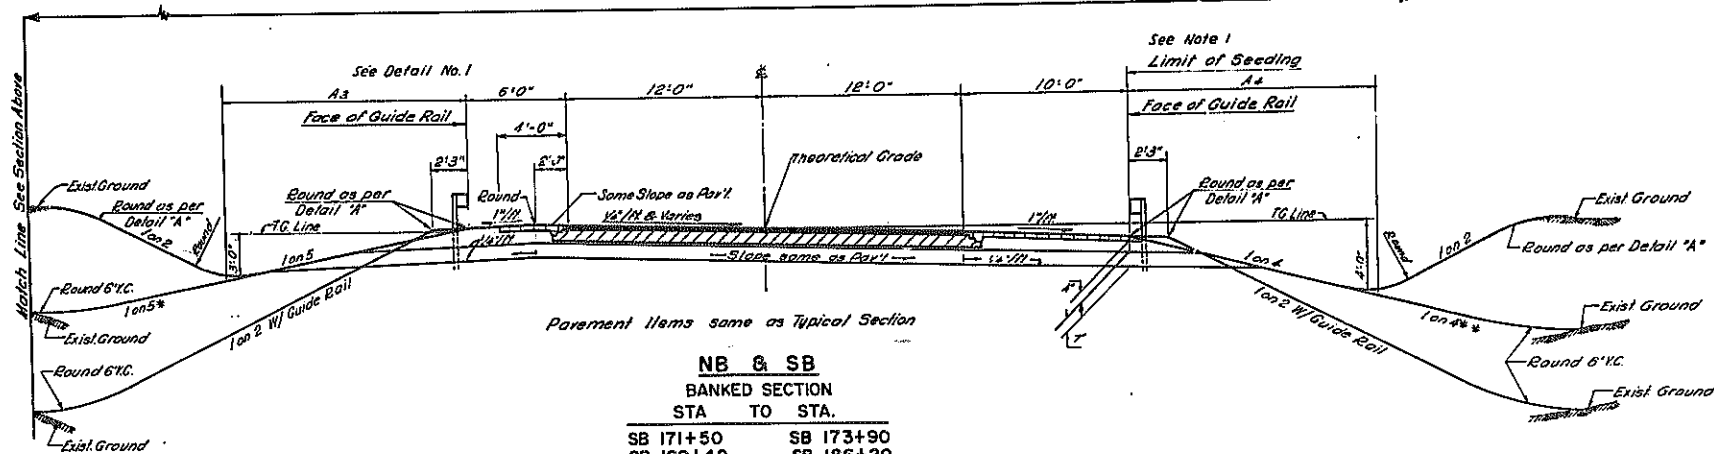 See Note 1
Limit of Seeding
See Detail No. 1
Match Line See Section Above
A3
6'0"
12'-0"
℄
12'-0"
10'-0"
A4
Face of Guide Rail
Face of Guide Rail
4'-0"
2'3"
2'3"
Theoretical Grade
Exist. Ground
Round as per
Detail "A"
Round as per
Detail "A"
Round
Same Slope as Pav't.
Round as per
Detail "A"
Exist. Ground
1"/ft
1/4"/ft & Varies
1"/ft
T.G. Line
T.G. Line
1 on 2
Round
3'-0"
1 on 5
Slope same as Pav't
1 on 4
4'-0"
Round
1 on 2
Round as per Detail "A"
Round 6'V.C.
1 on 5*
1 on 2 W/ Guide Rail
4"
T
1 on 2 W/ Guide Rail
1 on 4**
Exist. Ground
Exist. Ground
Pavement Items same as Typical Section
Round 6'V.C.
Round 6'V.C.
Exist. Ground
Exist. Ground
NB & SB
BANKED SECTION
STA TO STA.
SB 171+50 SB 173+90